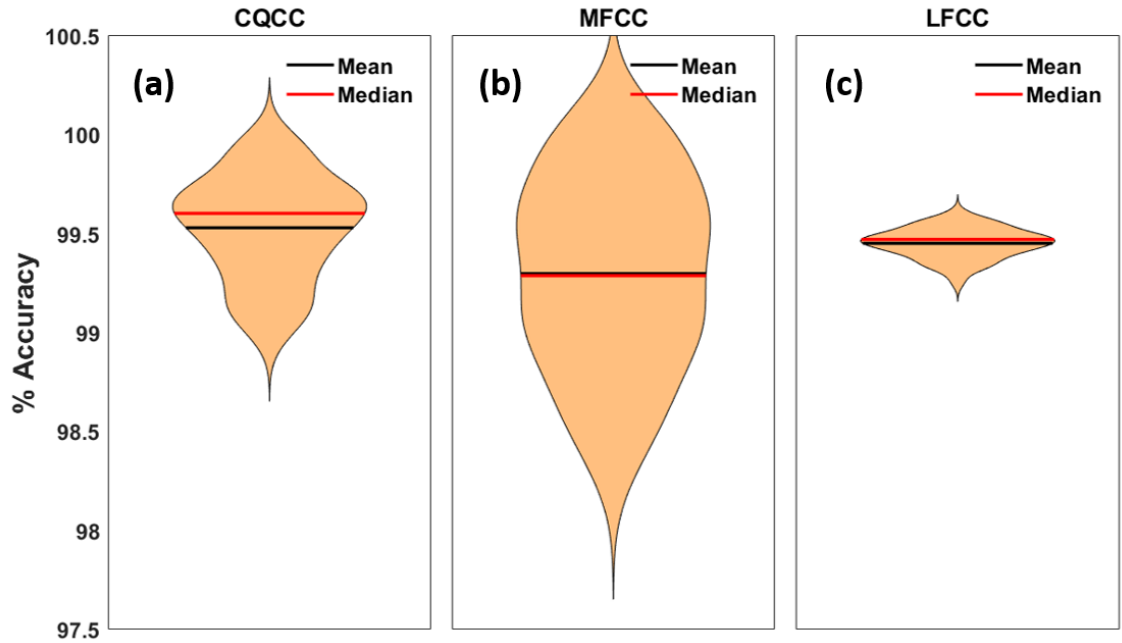 CQCC
MFCC
LFCC
% Accuracy
100.5
100
99.5
99
98.5
98
97.5
(a)
Mean
Median
(b)
Mean
Median
(c)
Mean
Median